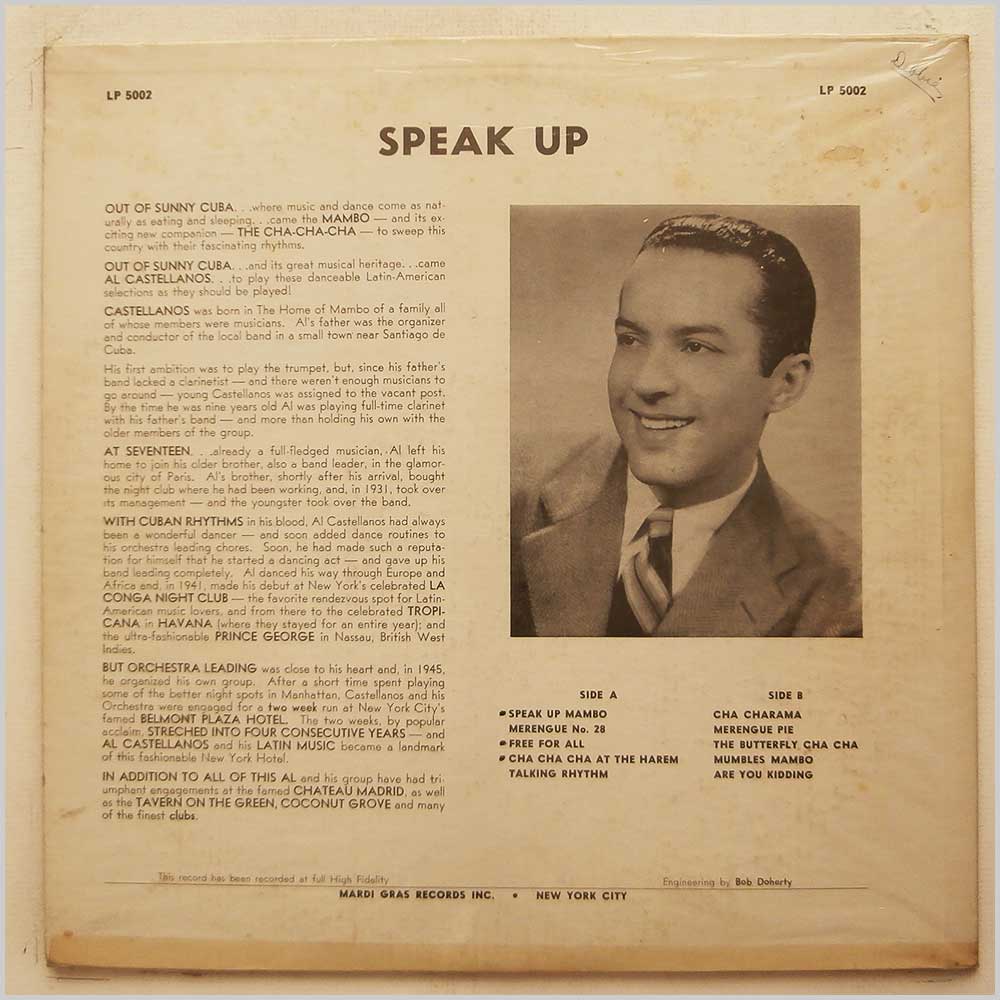 Debbie
LP 5002
LP 5002
SPEAK UP
OUT OF SUNNY CUBA. . .where music and dance come as nat-
urally as eating and sleeping. . .came the MAMBO — and its ex-
citing new companion — THE CHA-CHA-CHA — to sweep this
country with their fascinating rhythms.
OUT OF SUNNY CUBA. . .and its great musical heritage. . .came
AL CASTELLANOS. . .to play these danceable Latin-American
selections as they should be played!
CASTELLANOS was born in The Home of Mambo of a family all
of whose members were musicians. Al's father was the organizer
and conductor of the local band in a small town near Santiago de
Cuba.
His first ambition was to play the trumpet, but, since his father's
band lacked a clarinetist — and there weren't enough musicians to
go around — young Castellanos was assigned to the vacant post.
By the time he was nine years old Al was playing full-time clarinet
with his father's band — and more than holding his own with the
older members of the group.
AT SEVENTEEN. . .already a full-fledged musician, Al left his
home to join his older brother, also a band leader, in the glamor-
ous city of Paris. Al's brother, shortly after his arrival, bought
the night club where he had been working, and, in 1931, took over
its management — and the youngster took over the band.
WITH CUBAN RHYTHMS in his blood, Al Castellanos had always
been a wonderful dancer — and soon added dance routines to
his orchestra leading chores. Soon, he had made such a reputa-
tion for himself that he started a dancing act — and gave up his
band leading completely. Al danced his way through Europe and
Africa and, in 1941, made his debut at New York's celebrated LA
CONGA NIGHT CLUB — the favorite rendezvous spot for Latin-
American music lovers, and from there to the celebrated TROPI-
CANA in HAVANA (where they stayed for an entire year); and
the ultra-fashionable PRINCE GEORGE in Nassau, British West
Indies.
BUT ORCHESTRA LEADING was close to his heart and, in 1945,
he organized his own group. After a short time spent playing
some of the better night spots in Manhattan, Castellanos and his
Orchestra were engaged for a two week run at New York City's
famed BELMONT PLAZA HOTEL. The two weeks, by popular
acclaim, STRECHED INTO FOUR CONSECUTIVE YEARS — and
AL CASTELLANOS and his LATIN MUSIC became a landmark
of this fashionable New York Hotel.
IN ADDITION TO ALL OF THIS AL and his group have had tri-
umphant engagements at the famed CHATEAU MADRID, as well
as the TAVERN ON THE GREEN, COCONUT GROVE and many
of the finest clubs.
SIDE A
SPEAK UP MAMBO
MERENGUE No. 28
FREE FOR ALL
CHA CHA CHA AT THE HAREM
TALKING RHYTHM
SIDE B
CHA CHARAMA
MERENGUE PIE
THE BUTTERFLY CHA CHA
MUMBLES MAMBO
ARE YOU KIDDING
This record has been recorded at full High Fidelity
Engineering by Bob Doherty
MARDI GRAS RECORDS INC. • NEW YORK CITY